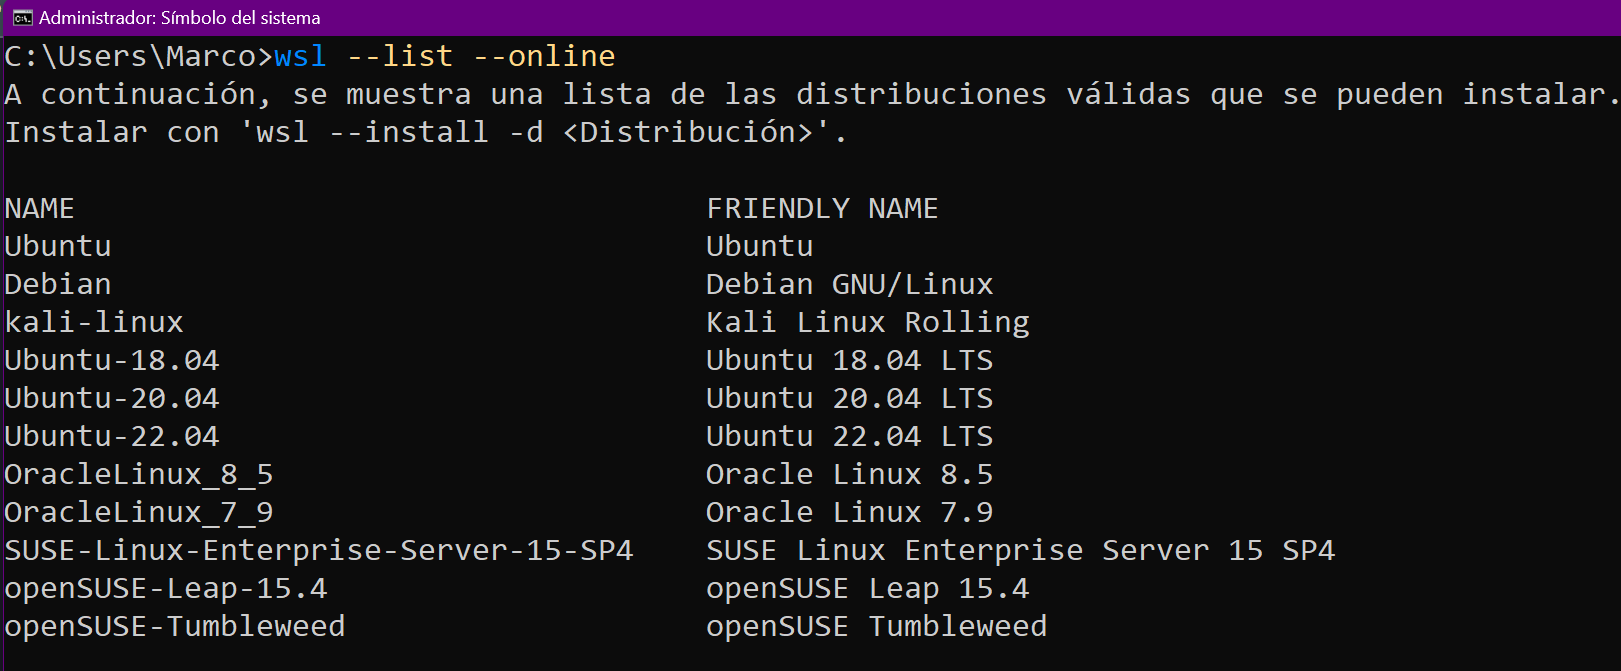 Administrador: Símbolo del sistema
C:\Users\Marco>wsl --list --online
A continuación, se muestra una lista de las distribuciones válidas que se pueden instalar.
Instalar con 'wsl --install -d <Distribución>'.
NAME FRIENDLY NAME
Ubuntu Ubuntu
Debian Debian GNU/Linux
kali-linux Kali Linux Rolling
Ubuntu-18.04 Ubuntu 18.04 LTS
Ubuntu-20.04 Ubuntu 20.04 LTS
Ubuntu-22.04 Ubuntu 22.04 LTS
OracleLinux_8_5 Oracle Linux 8.5
OracleLinux_7_9 Oracle Linux 7.9
SUSE-Linux-Enterprise-Server-15-SP4 SUSE Linux Enterprise Server 15 SP4
openSUSE-Leap-15.4 openSUSE Leap 15.4
openSUSE-Tumbleweed openSUSE Tumbleweed